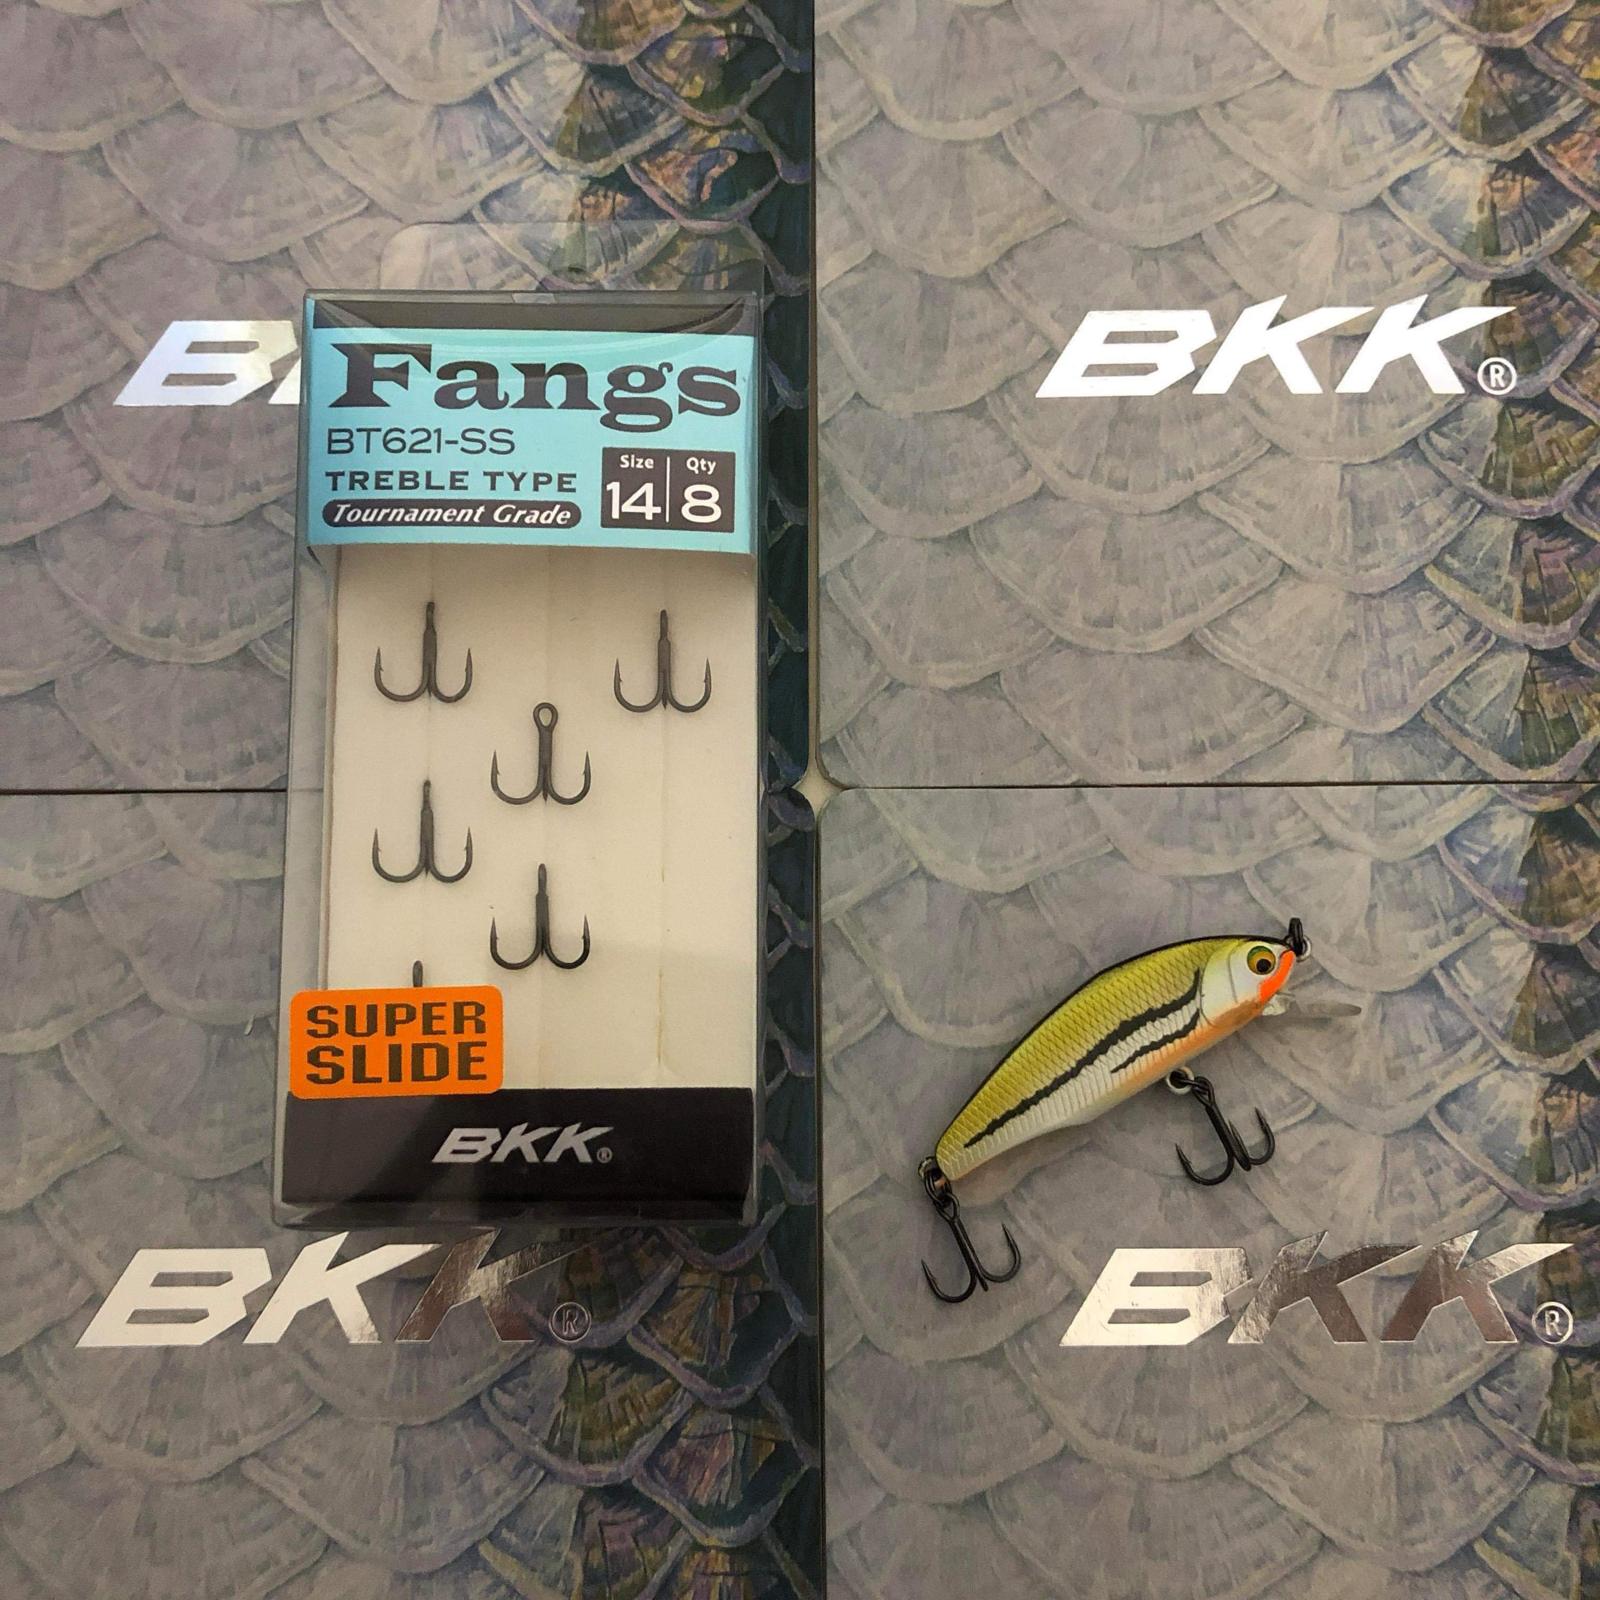 BKK®
Fangs
BT621-SS
TREBLE TYPE
Tournament Grade
Size Qty
14 8
SUPER
SLIDE
BKK®
BKK®
BKK®